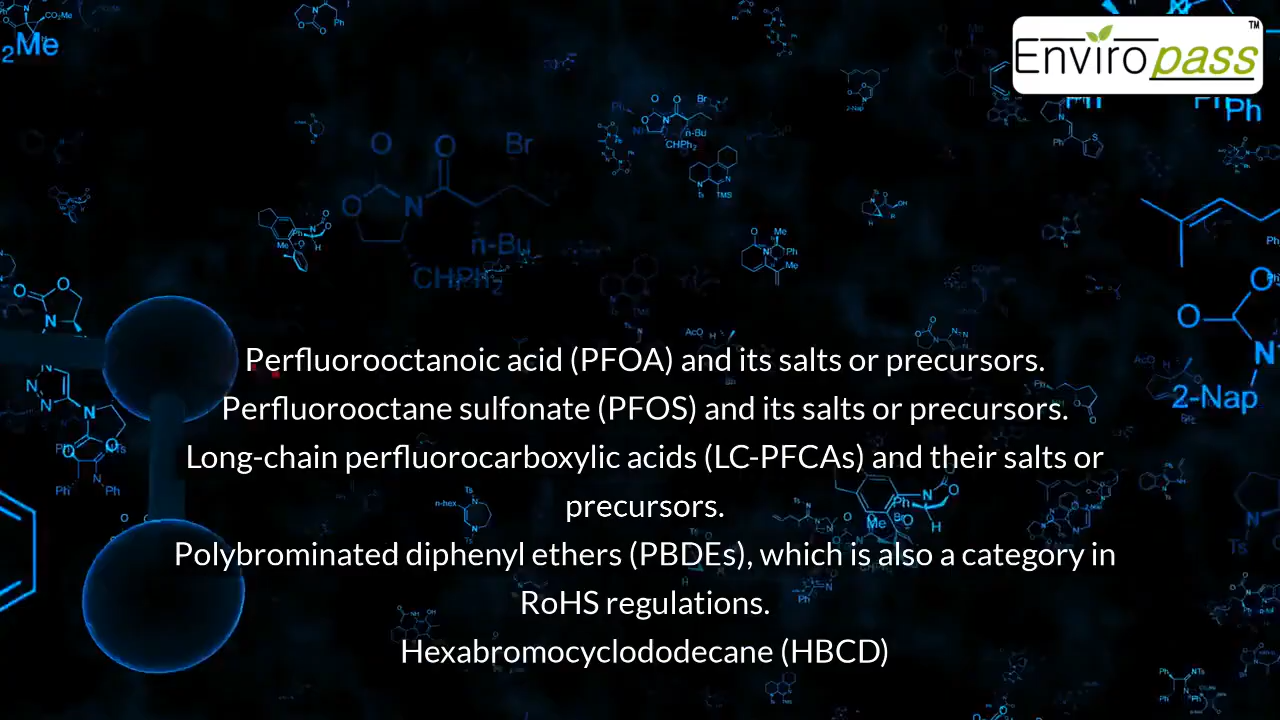 Enviropass™
Perfluorooctanoic acid (PFOA) and its salts or precursors.
Perfluorooctane sulfonate (PFOS) and its salts or precursors.
Long-chain perfluorocarboxylic acids (LC-PFCAs) and their salts or
precursors.
Polybrominated diphenyl ethers (PBDEs), which is also a category in
RoHS regulations.
Hexabromocyclododecane (HBCD)